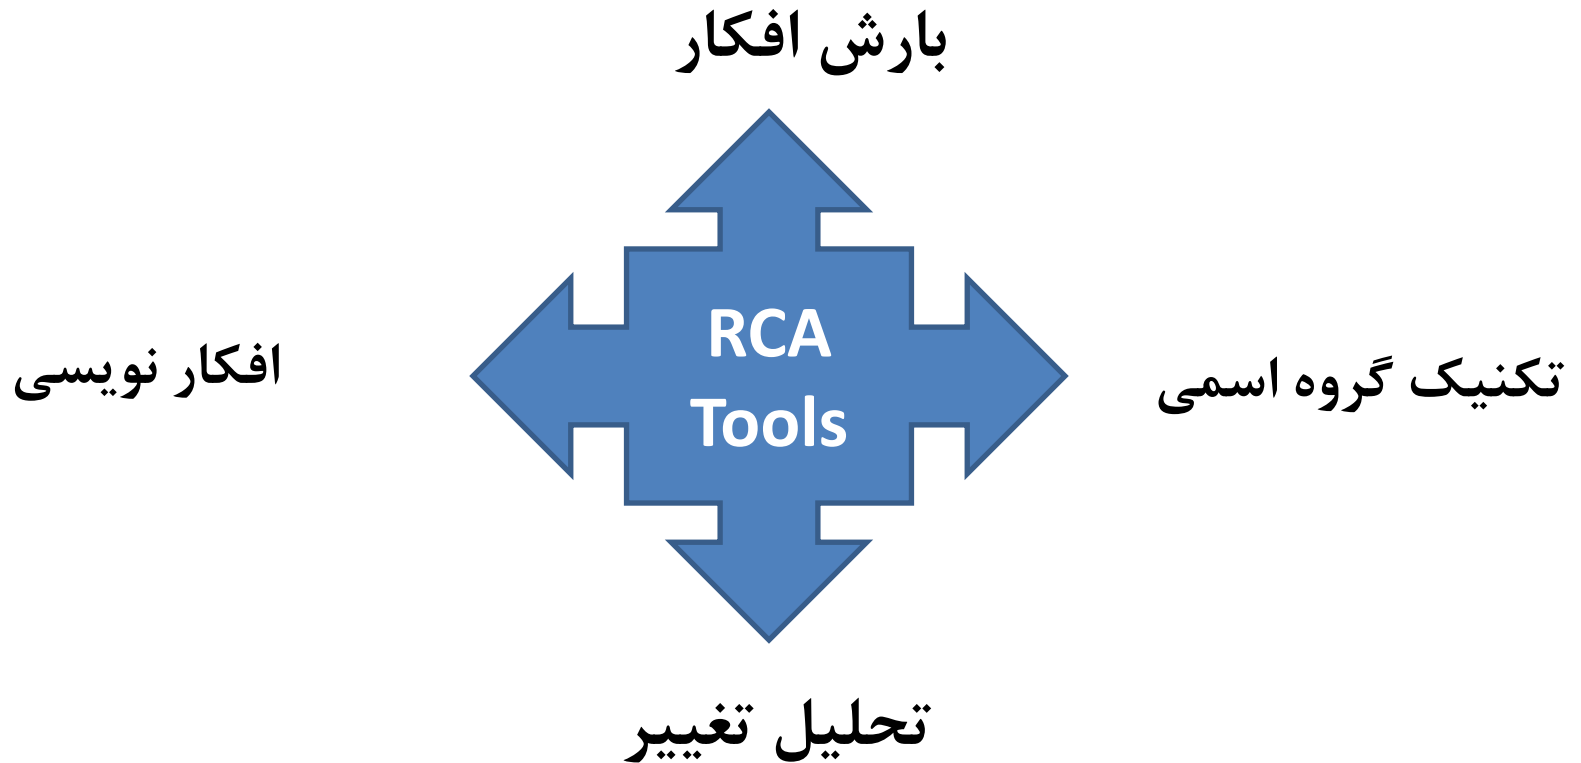 بارش افکار
افکار نویسی
RCA
Tools
تکنیک گروه اسمی
تحلیل تغییر